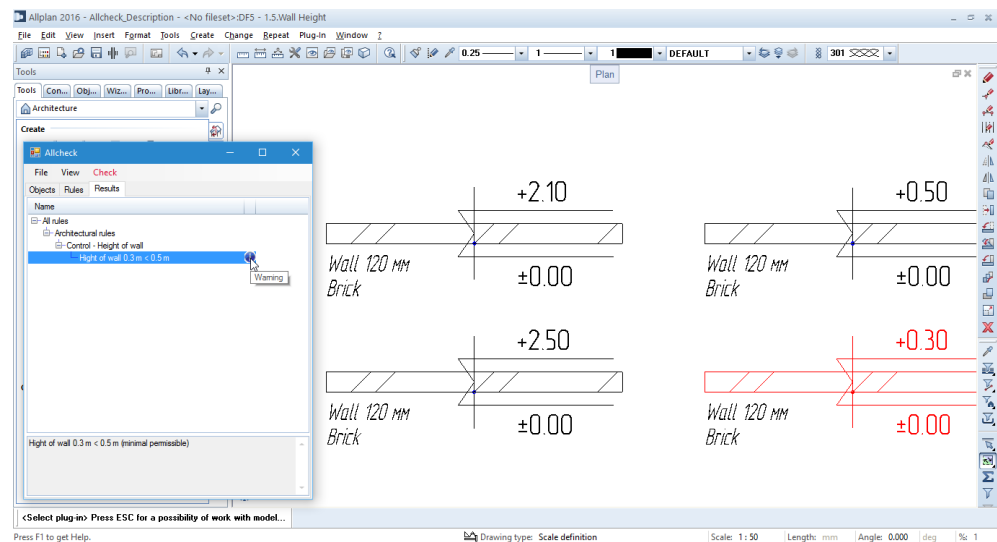 Allplan 2016 - Allcheck_Description - <No fileset>:DF5 - 1.5.Wall Height
File Edit View Insert Format Tools Create Change Repeat Plug-In Window ?
0.25 1 1 DEFAULT 301
Tools
Plan
Tools Con... Obj... Wiz... Pro... Libr... Lay...
Architecture
Create
Allcheck
File View Check
Objects Rules Results
Name
All rules
Architectural rules
Control - Height of wall
Hight of wall 0.3 m < 0.5 m
Warning
Hight of wall 0.3 m < 0.5 m (minimal permissible)
+2.10
Wall 120 мм
Brick
±0.00
+0.50
Wall 120 мм
Brick
±0.00
+2.50
Wall 120 мм
Brick
±0.00
+0.30
Wall 120 мм
Brick
±0.00
<Select plug-in> Press ESC for a possibility of work with model...
Press F1 to get Help.
Drawing type: Scale definition
Scale: 1 : 50
Length: mm
Angle: 0.000 deg
%: 1